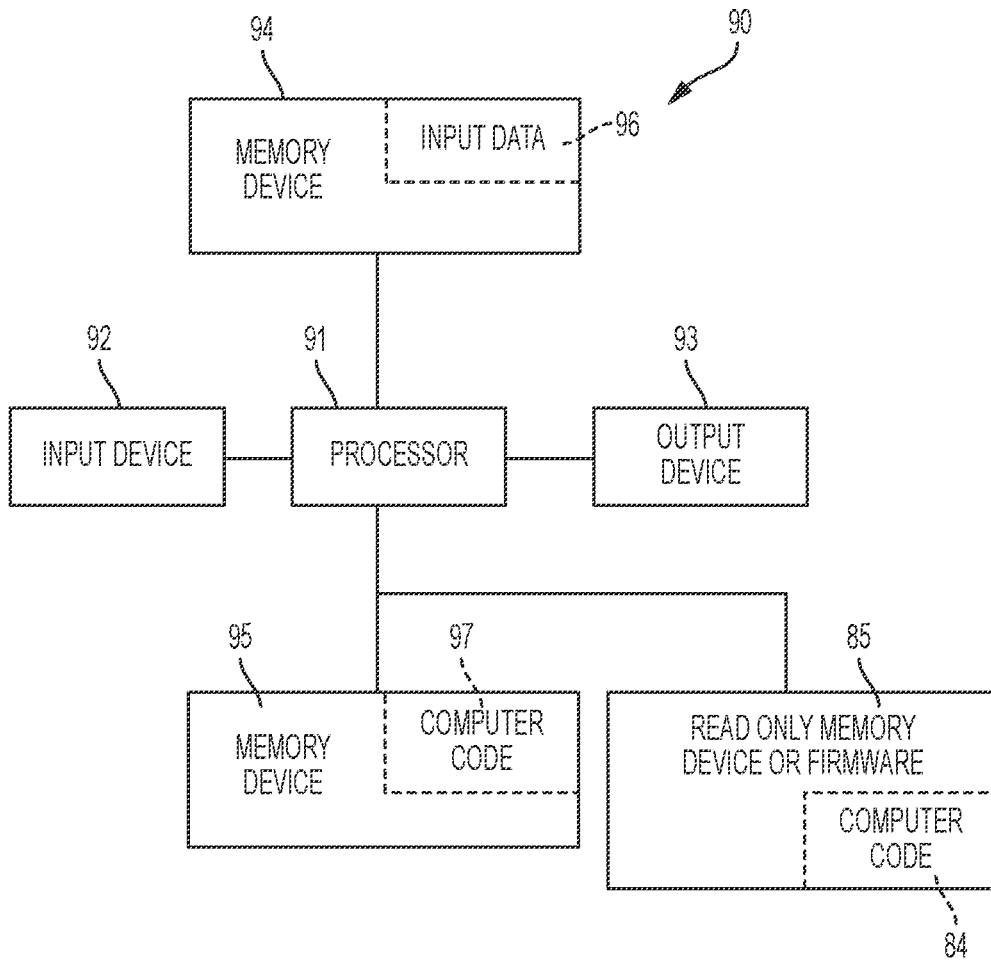 94
90
MEMORY
DEVICE
INPUT DATA
96
92
91
93
INPUT DEVICE
PROCESSOR
OUTPUT
DEVICE
95
97
85
MEMORY
DEVICE
COMPUTER
CODE
READ ONLY MEMORY
DEVICE OR FIRMWARE
COMPUTER
CODE
84